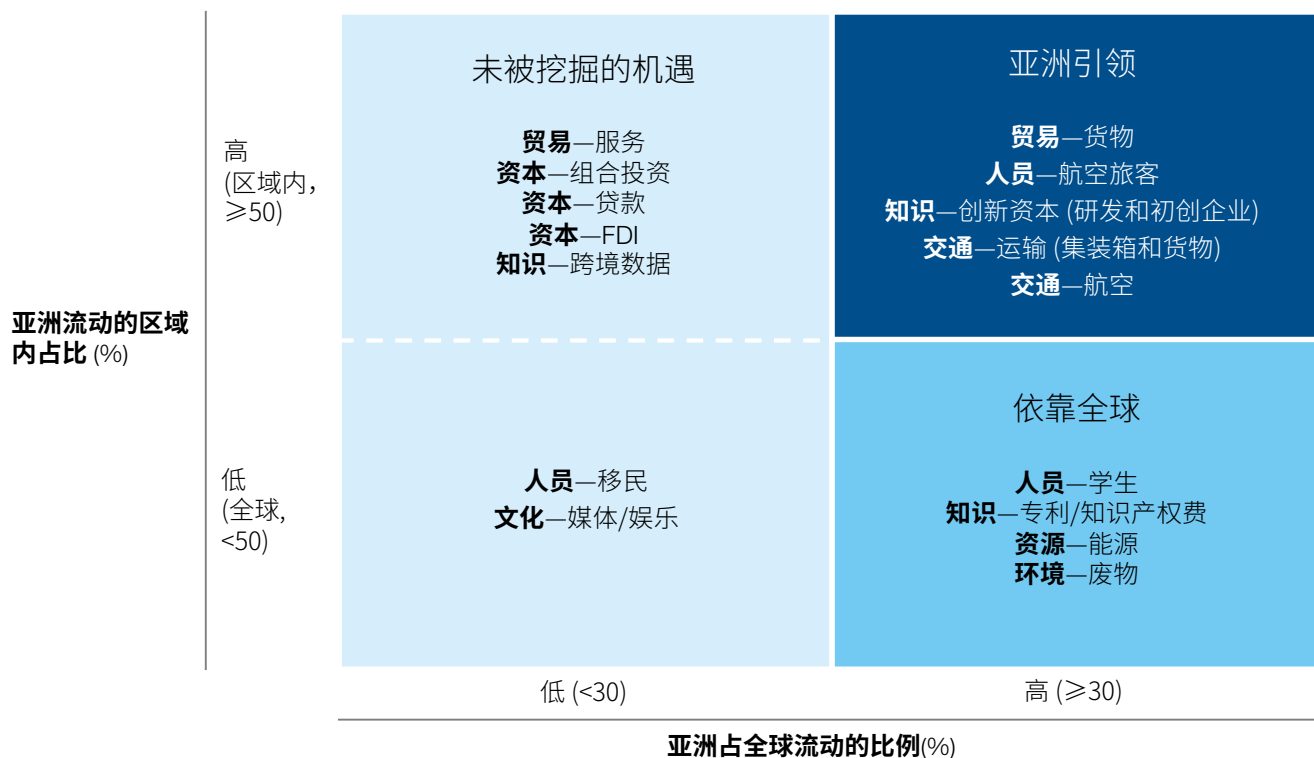 未被挖掘的机遇
贸易—服务
资本—组合投资
资本—贷款
资本—FDI
知识—跨境数据
亚洲引领
贸易—货物
人员—航空旅客
知识—创新资本 (研发和初创企业)
交通—运输 (集装箱和货物)
交通—航空
高
(区域内，
≥50)
亚洲流动的区域
内占比 (%)
低
(全球,
<50)
人员—移民
文化—媒体/娱乐
依靠全球
人员—学生
知识—专利/知识产权费
资源—能源
环境—废物
低 (<30)
高 (≥30)
亚洲占全球流动的比例(%)